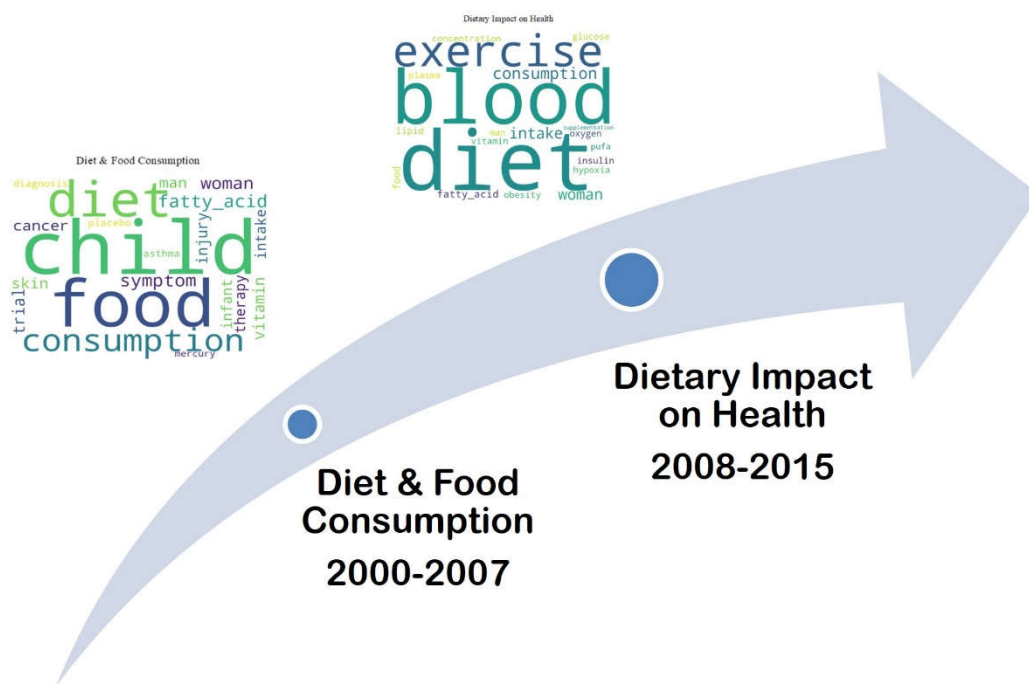 Dietary Impact on Health
concentration
glucose
exercise
plasma
consumption
blood
lipid
man
vitamin
intake
supplementation
oxygen
pufa
diet
insulin
hypoxia
food
fatty_acid
obesity
woman
Diet & Food Consumption
diagnosis
diet
man
woman
fatty_acid
cancer
placebo
child
injury
intake
asthma
skin
symptom
trial
food
infant
therapy
vitamin
consumption
mercury
Dietary Impact
on Health
2008-2015
Diet & Food
Consumption
2000-2007